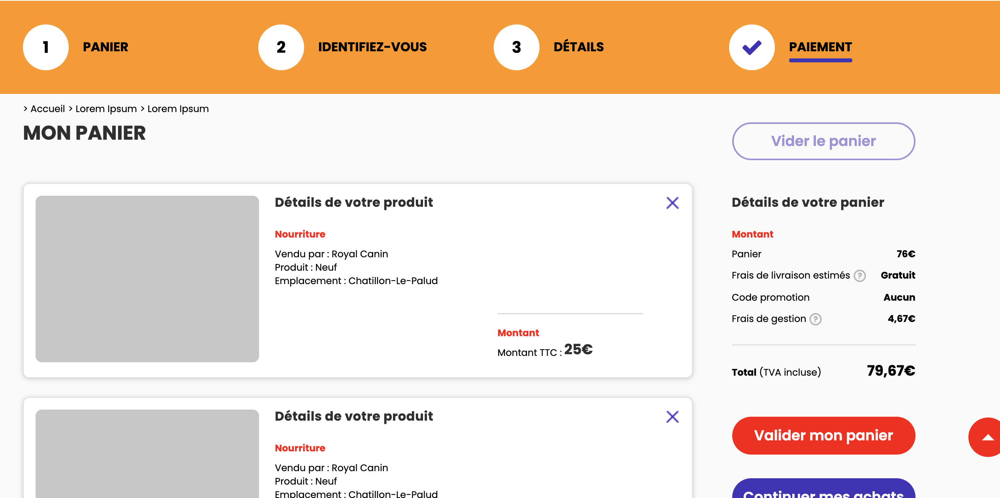 1 PANIER 2 IDENTIFIEZ-VOUS 3 DÉTAILS PAIEMENT
> Accueil > Lorem Ipsum > Lorem Ipsum
MON PANIER
Vider le panier
Détails de votre produit
Nourriture
Vendu par : Royal Canin
Produit : Neuf
Emplacement : Chatillon-Le-Palud
Montant
Montant TTC : 25€
Détails de votre produit
Nourriture
Vendu par : Royal Canin
Produit : Neuf
Emplacement : Chatillon-Le-Palud
Détails de votre panier
Montant
Panier 76€
Frais de livraison estimés ? Gratuit
Code promotion Aucun
Frais de gestion ? 4,67€
Total (TVA incluse) 79,67€
Valider mon panier
Continuer mes achats